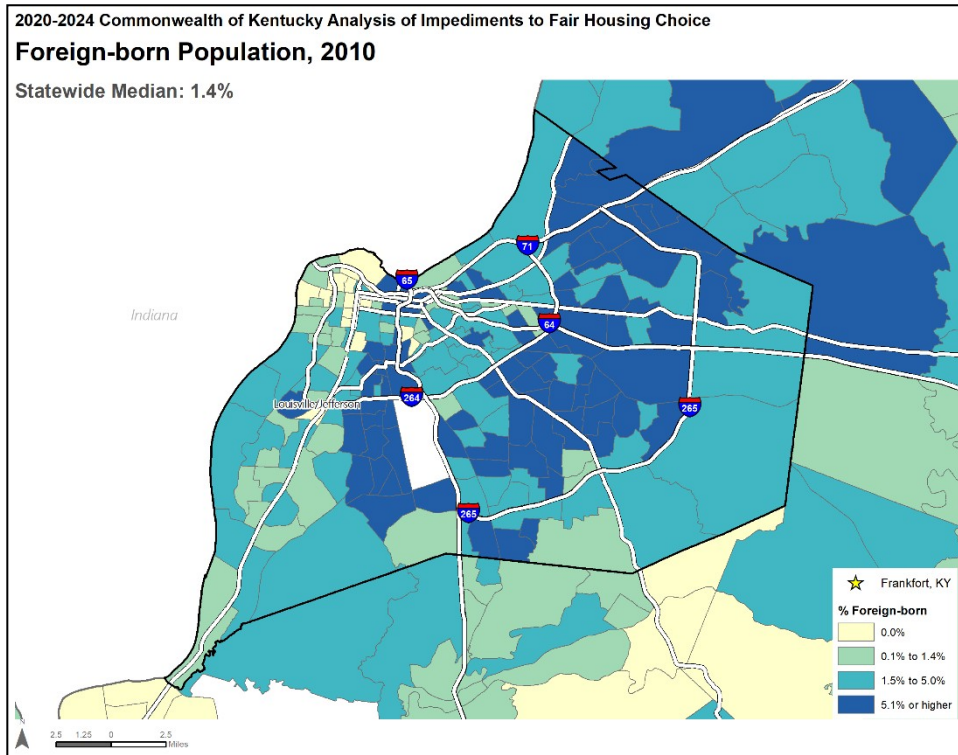 2020-2024 Commonwealth of Kentucky Analysis of Impediments to Fair Housing Choice
Foreign-born Population, 2010
Statewide Median: 1.4%
71
65
Indiana
64
264
Louisville/Jefferson
265
265
Frankfort, KY
% Foreign-born
0.0%
0.1% to 1.4%
1.5% to 5.0%
5.1% or higher
N
2.5 1.25 0 2.5
Miles